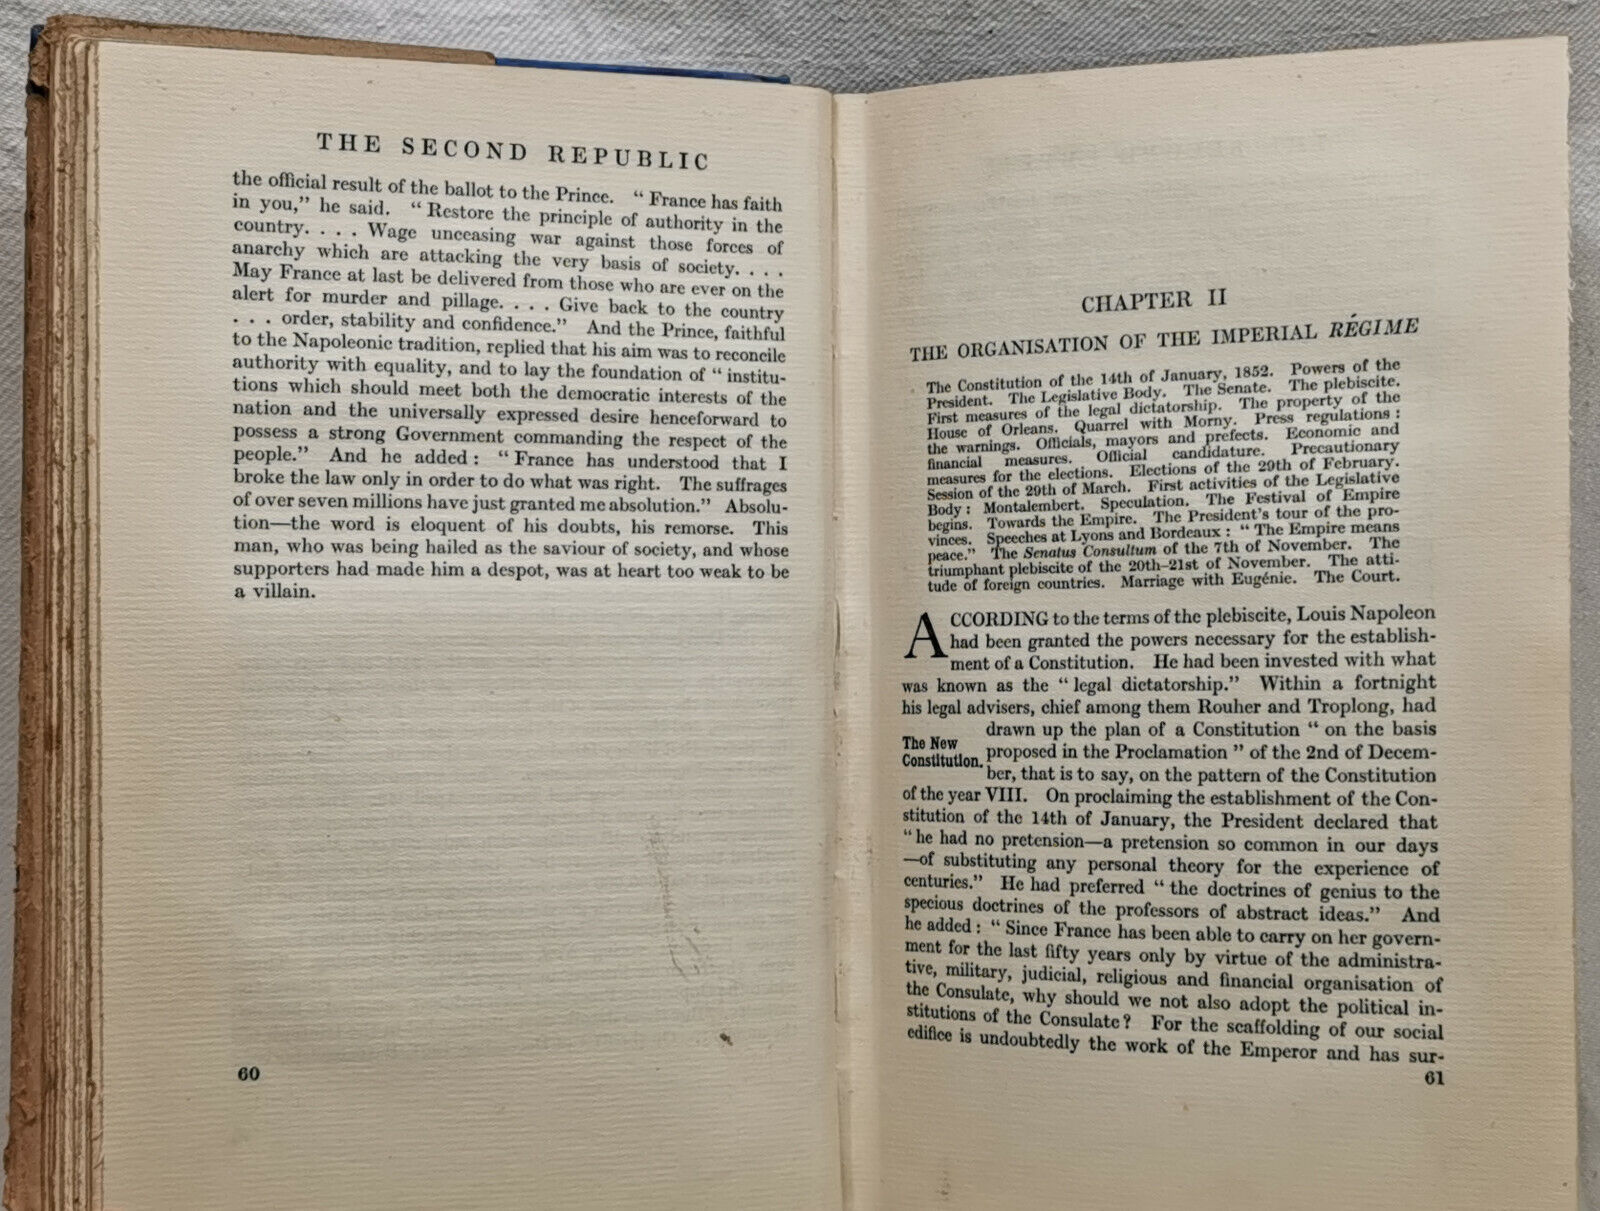 THE SECOND REPUBLIC
the official result of the ballot to the Prince. “ France has faith
in you,” he said. “ Restore the principle of authority in the
country. . . . Wage unceasing war against those forces of
anarchy which are attacking the very basis of society. . . .
May France at last be delivered from those who are ever on the
alert for murder and pillage. . . . Give back to the country
. . . order, stability and confidence.” And the Prince, faithful
to the Napoleonic tradition, replied that his aim was to reconcile
authority with equality, and to lay the foundation of “ institu-
tions which should meet both the democratic interests of the
nation and the universally expressed desire henceforward to
possess a strong Government commanding the respect of the
people.” And he added : “ France has understood that I
broke the law only in order to do what was right. The suffrages
of over seven millions have just granted me absolution.” Absolu-
tion—the word is eloquent of his doubts, his remorse. This
man, who was being hailed as the saviour of society, and whose
supporters had made him a despot, was at heart too weak to be
a villain.
60
CHAPTER II
THE ORGANISATION OF THE IMPERIAL RÉGIME
The Constitution of the 14th of January, 1852. Powers of the
President. The Legislative Body. The Senate. The plebiscite.
First measures of the legal dictatorship. The property of the
House of Orleans. Quarrel with Morny. Press regulations :
the warnings. Officials, mayors and prefects. Economic and
financial measures. Official candidature. Precautionary
measures for the elections. Elections of the 29th of February.
Session of the 29th of March. First activities of the Legislative
Body : Montalembert. Speculation. The Festival of Empire
begins. Towards the Empire. The President’s tour of the pro-
vinces. Speeches at Lyons and Bordeaux : “ The Empire means
peace.” The Senatus Consultum of the 7th of November. The
triumphant plebiscite of the 20th–21st of November. The atti-
tude of foreign countries. Marriage with Eugénie. The Court.
ACCORDING to the terms of the plebiscite, Louis Napoleon
had been granted the powers necessary for the establish-
ment of a Constitution. He had been invested with what
was known as the “ legal dictatorship.” Within a fortnight
his legal advisers, chief among them Rouher and Troplong, had
drawn up the plan of a Constitution “ on the basis
The New
Constitution.
proposed in the Proclamation ” of the 2nd of Decem-
ber, that is to say, on the pattern of the Constitution
of the year VIII. On proclaiming the establishment of the Con-
stitution of the 14th of January, the President declared that
“ he had no pretension—a pretension so common in our days
—of substituting any personal theory for the experience of
centuries.” He had preferred “ the doctrines of genius to the
specious doctrines of the professors of abstract ideas.” And
he added : “ Since France has been able to carry on her govern-
ment for the last fifty years only by virtue of the administra-
tive, military, judicial, religious and financial organisation of
the Consulate, why should we not also adopt the political in-
stitutions of the Consulate ? For the scaffolding of our social
edifice is undoubtedly the work of the Emperor and has sur-
61